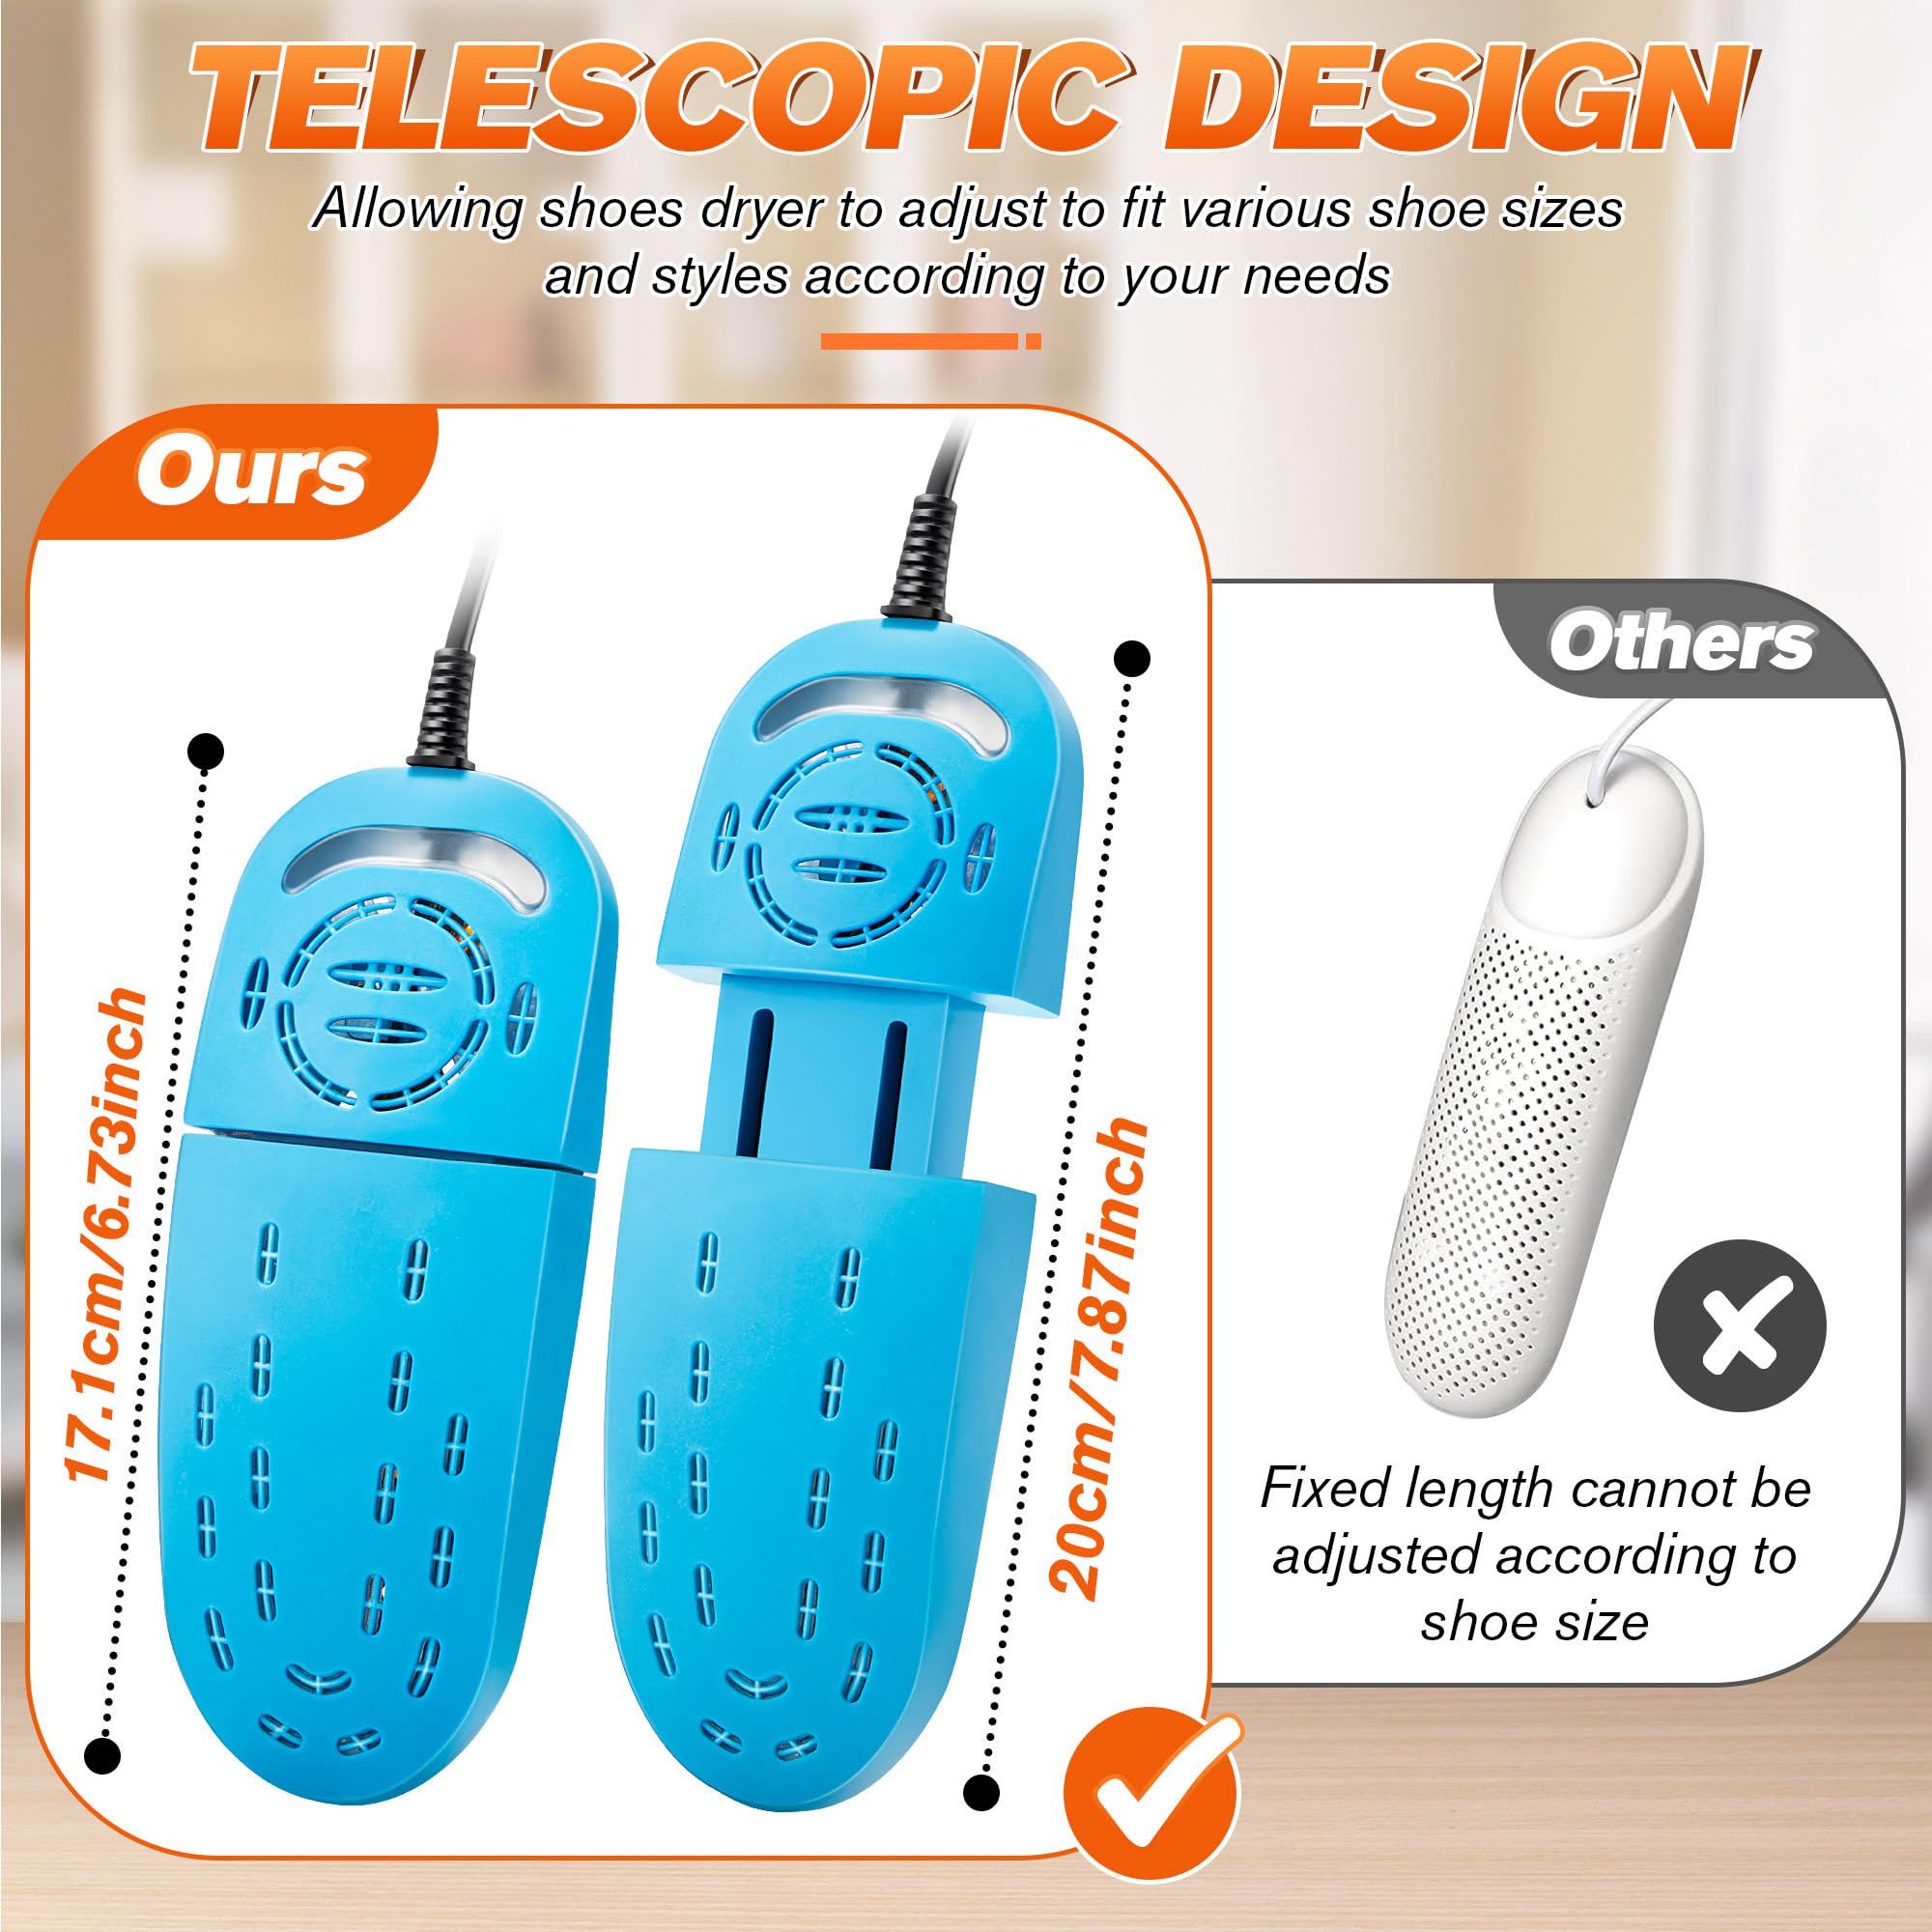 TELESCOPIC DESIGN
Allowing shoes dryer to adjust to fit various shoe sizes
and styles according to your needs
Ours
17.1cm/6.73inch
20cm/7.87inch
Others
Fixed length cannot be
adjusted according to
shoe size